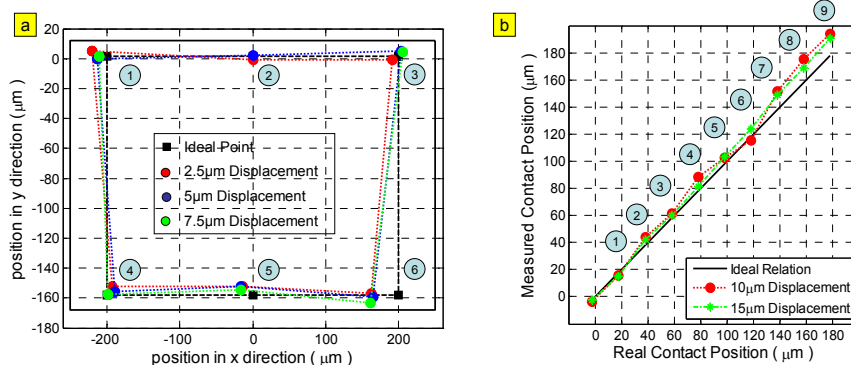 a
position in y direction ( μm)
20
0
-20
-40
-60
-80
-100
-120
-140
-160
-180
1
2
3
Ideal Point
2.5μm Displacement
5μm Displacement
7.5μm Displacement
4
5
6
-200
-100
0
100
200
position in x direction ( μm)
b
Measured Contact Position ( μm)
180
160
140
120
100
80
60
40
20
0
1
2
3
4
5
6
7
8
9
Ideal Relation
10μm Displacement
15μm Displacement
0 20 40 60 80 100 120 140 160 180
Real Contact Position ( μm)